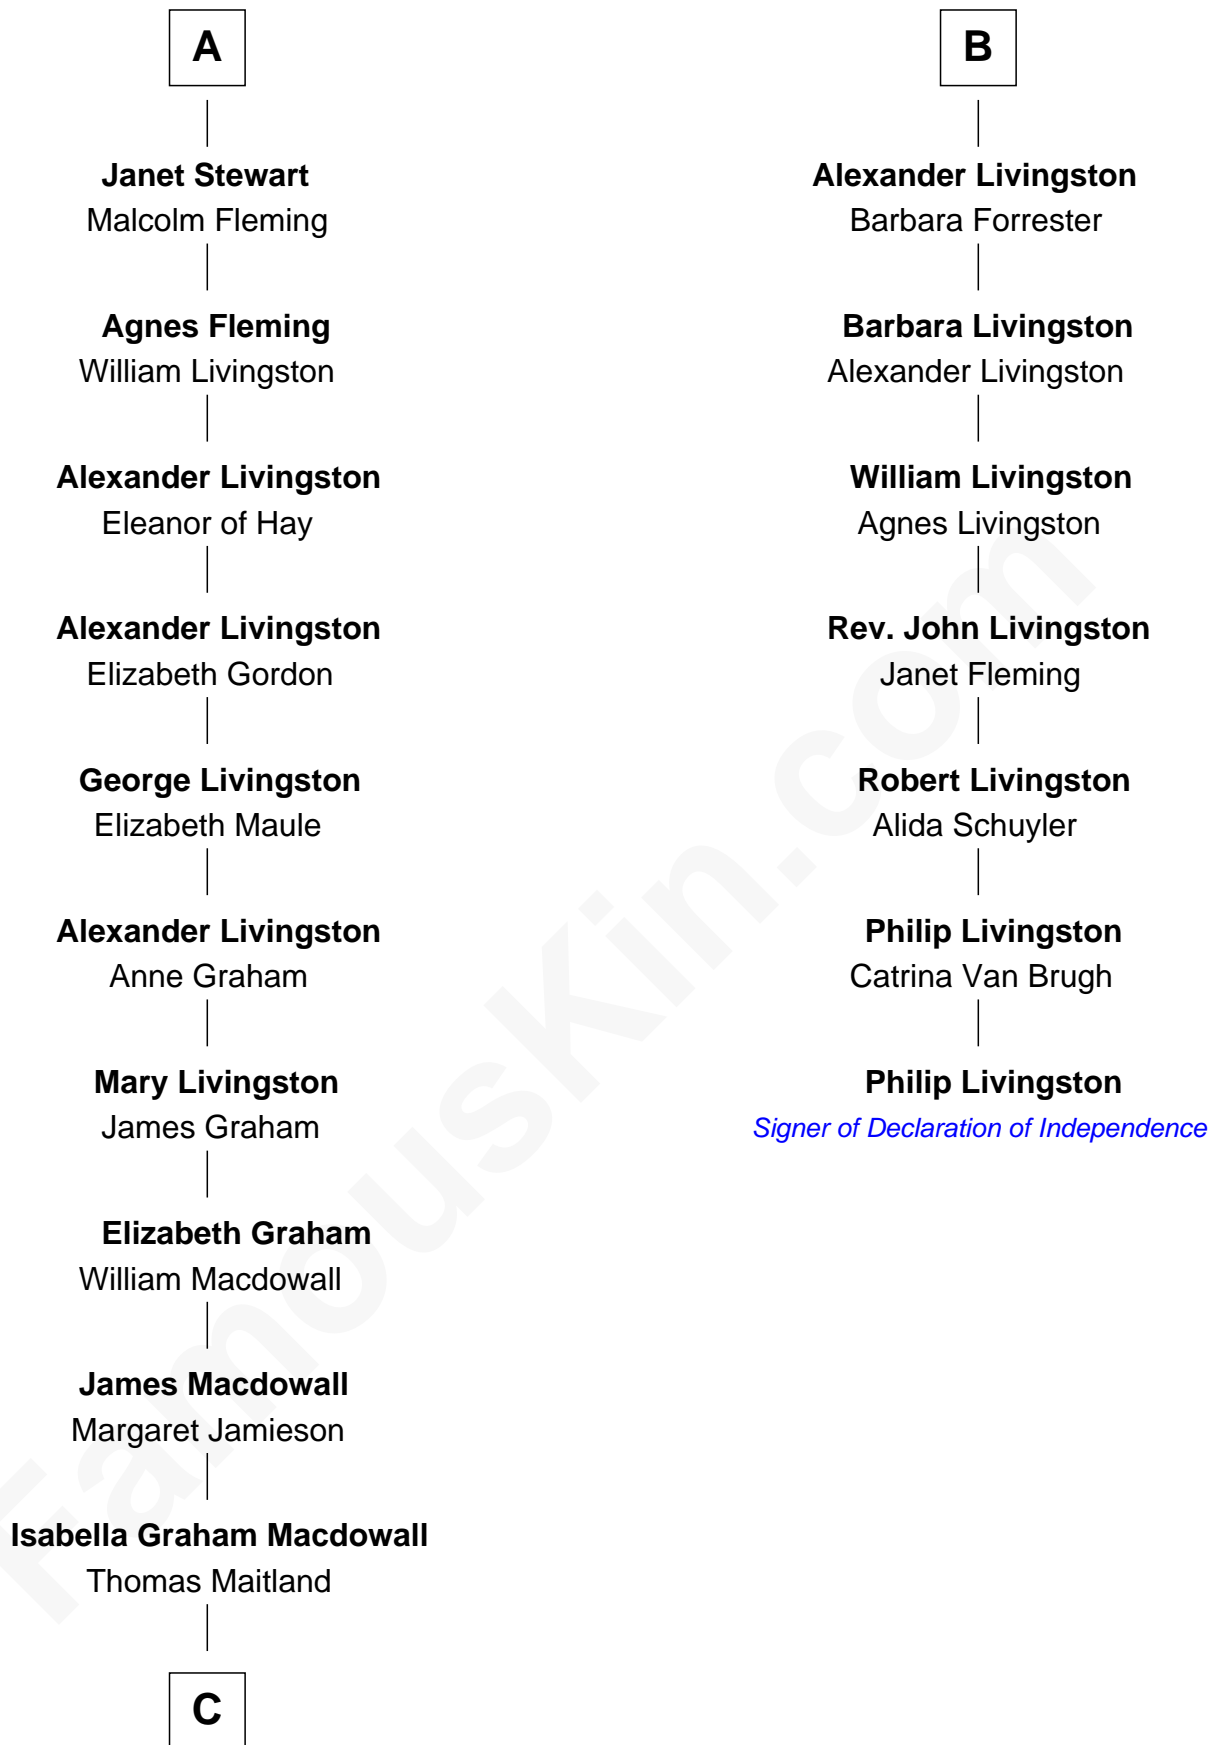 A
Janet Stewart
Malcolm Fleming
Agnes Fleming
William Livingston
Alexander Livingston
Eleanor of Hay
Alexander Livingston
Elizabeth Gordon
George Livingston
Elizabeth Maule
Alexander Livingston
Anne Graham
Mary Livingston
James Graham
Elizabeth Graham
William Macdowall
James Macdowall
Margaret Jamieson
Isabella Graham Macdowall
Thomas Maitland
C
B
Alexander Livingston
Barbara Forrester
Barbara Livingston
Alexander Livingston
William Livingston
Agnes Livingston
Rev. John Livingston
Janet Fleming
Robert Livingston
Alida Schuyler
Philip Livingston
Catrina Van Brugh
Philip Livingston
Signer of Declaration of Independence
FamousKin.com